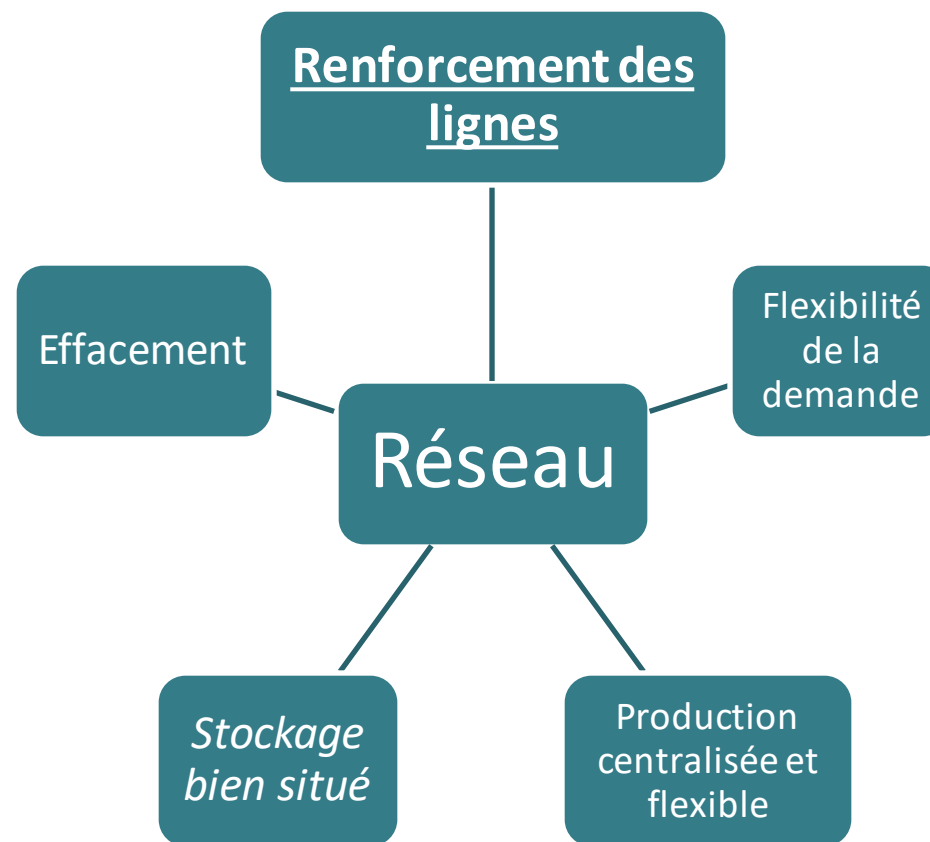 Renforcement des
lignes
Effacement
Flexibilité
de la
demande
Réseau
Stockage
bien situé
Production
centralisée et
flexible